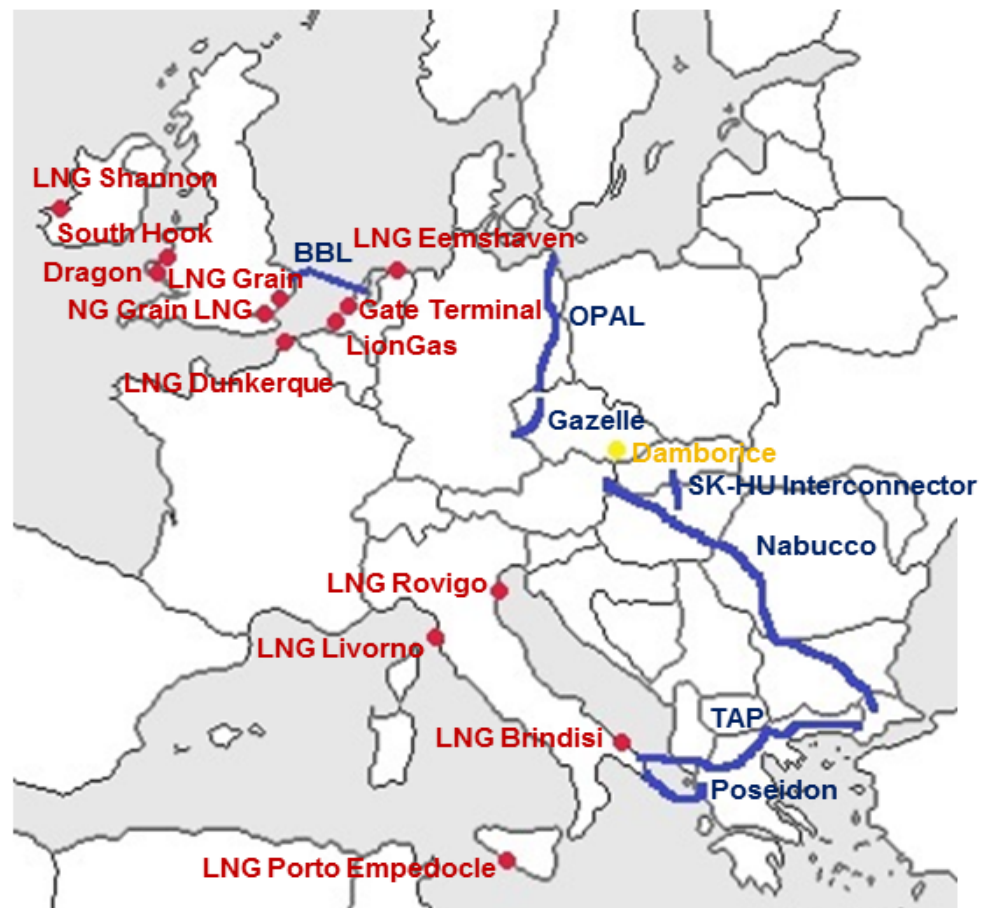 LNG Shannon
South Hook
LNG Eemshaven
BBL
Dragon
LNG Grain
NG Grain LNG
Gate Terminal
OPAL
LionGas
LNG Dunkerque
Gazelle
Damborice
SK-HU Interconnector
Nabucco
LNG Rovigo
LNG Livorno
TAP
LNG Brindisi
Poseidon
LNG Porto Empedocle